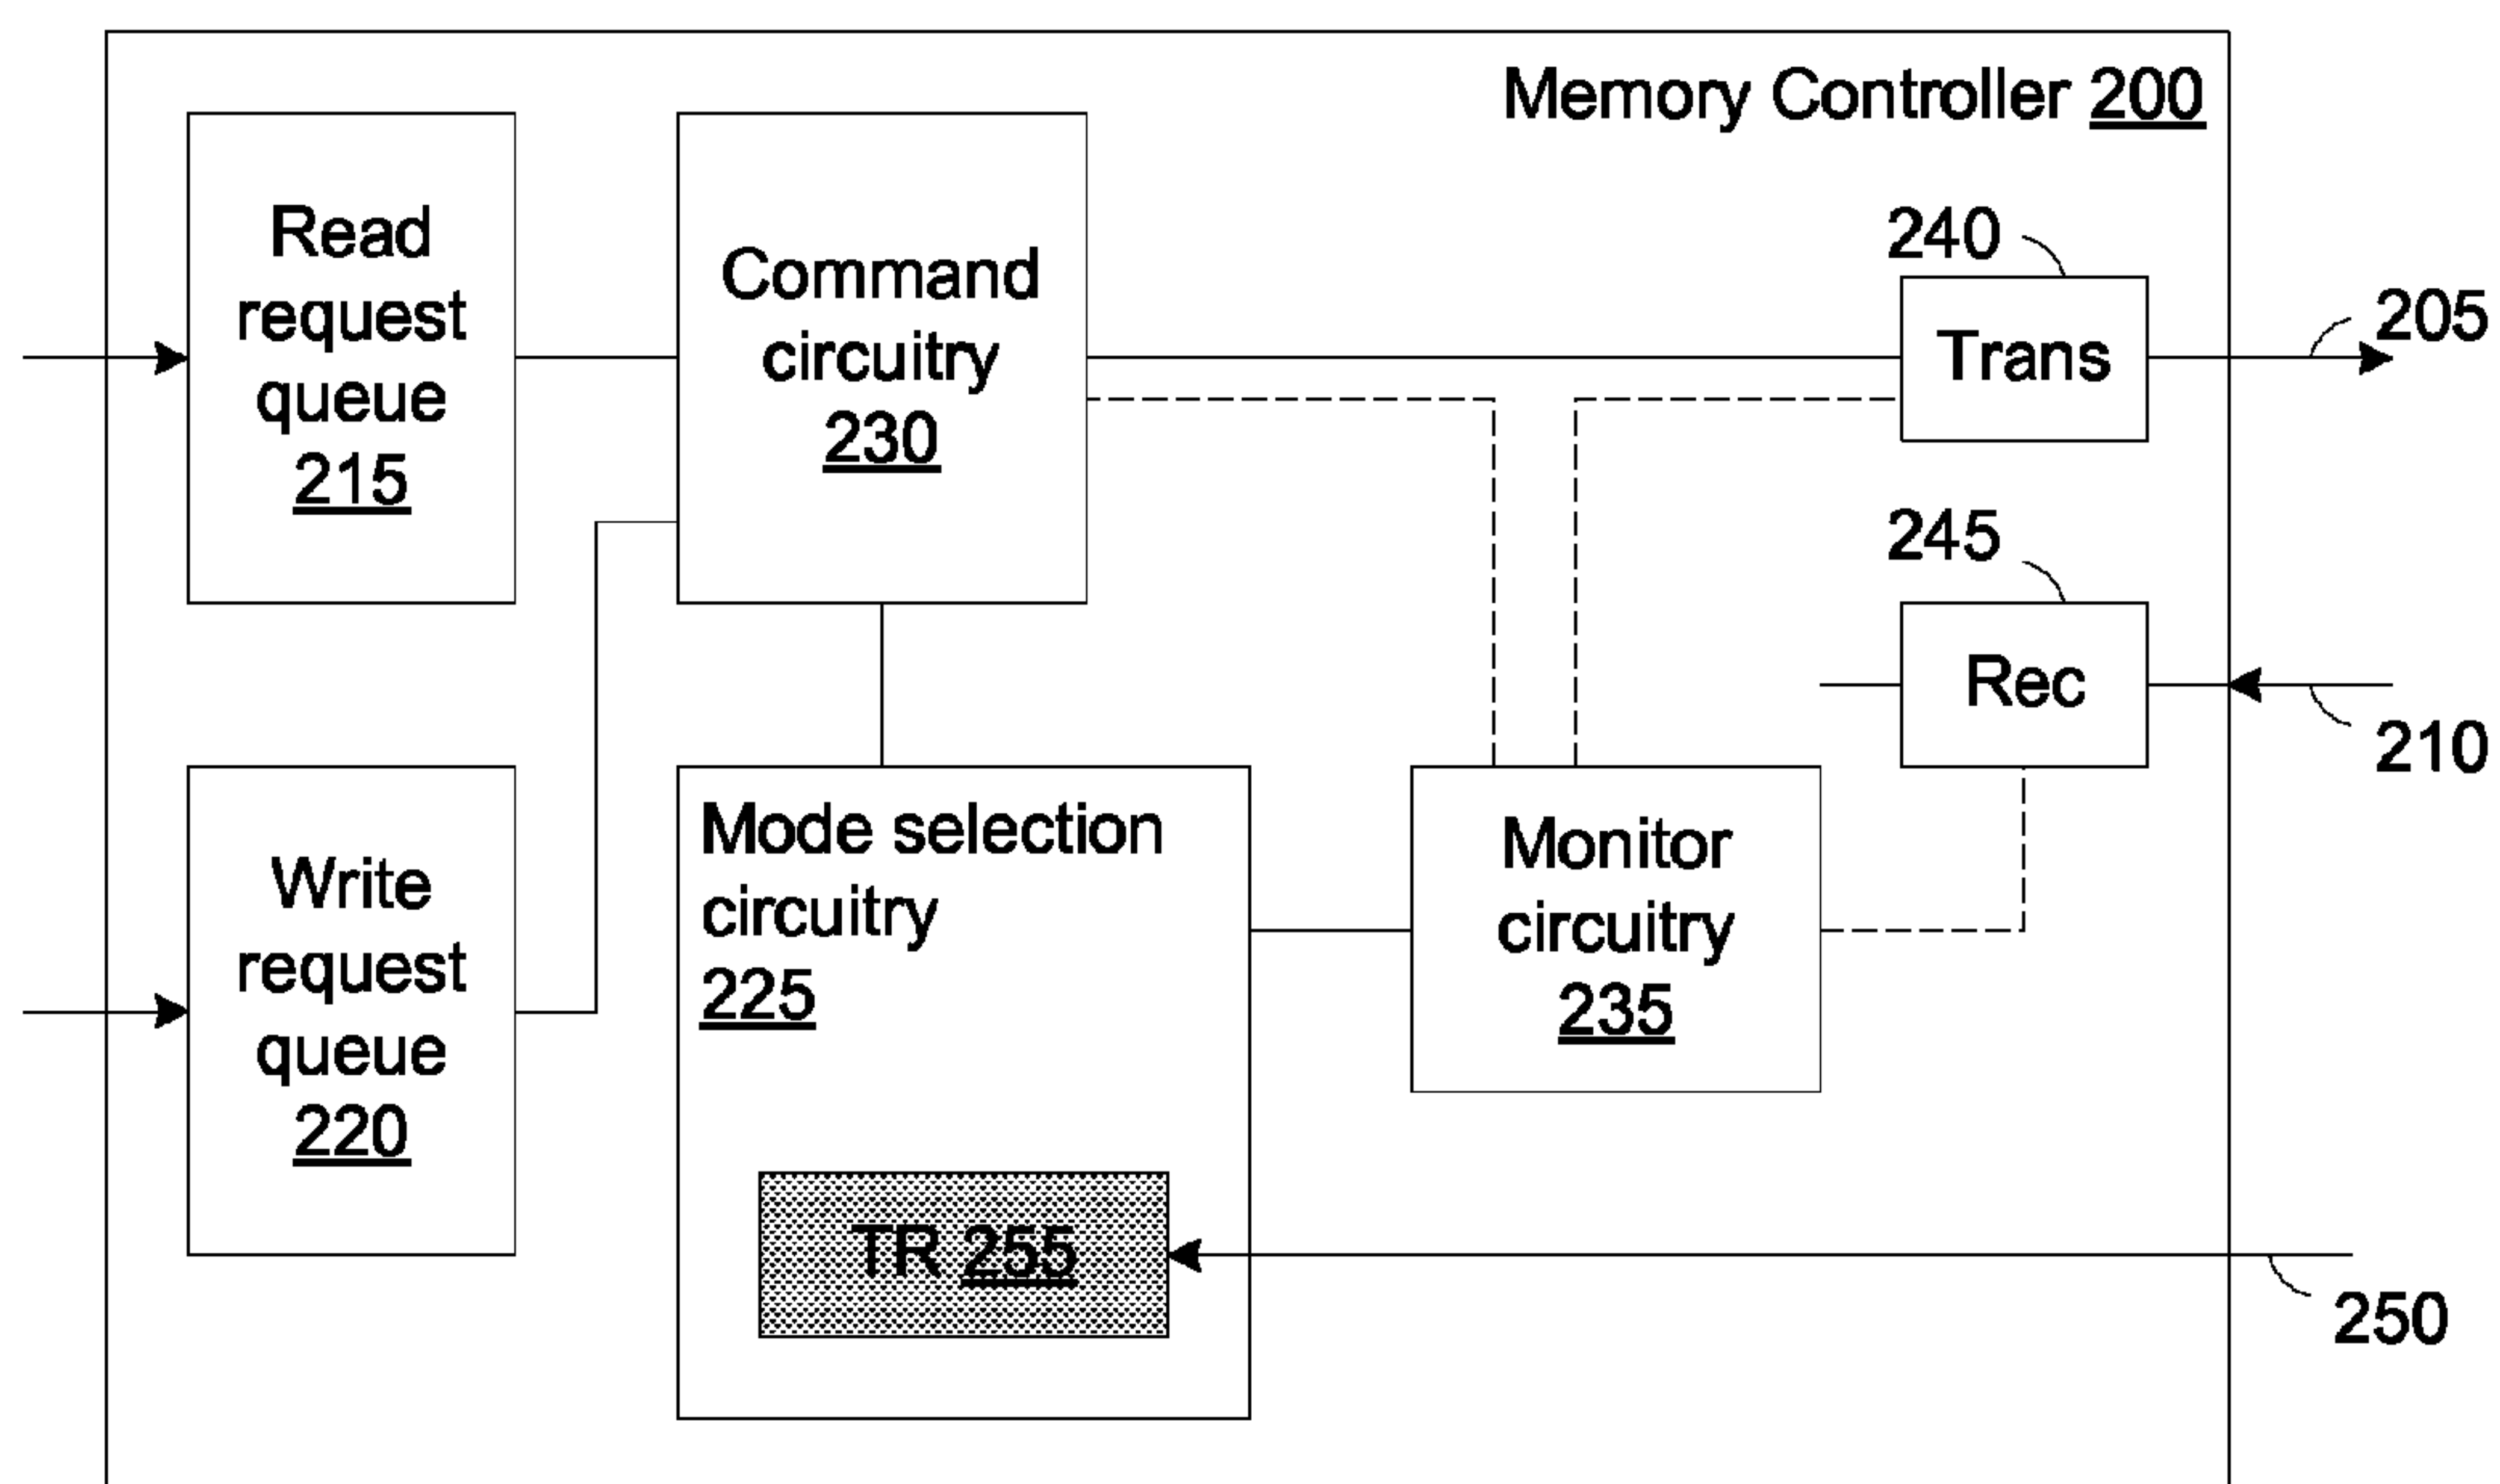 Memory Controller 200
Read
request
queue
215
Command
circuitry
230
240
Trans
205
245
Rec
210
Write
request
queue
220
Mode selection
circuitry
225
Monitor
circuitry
235
TR 255
250